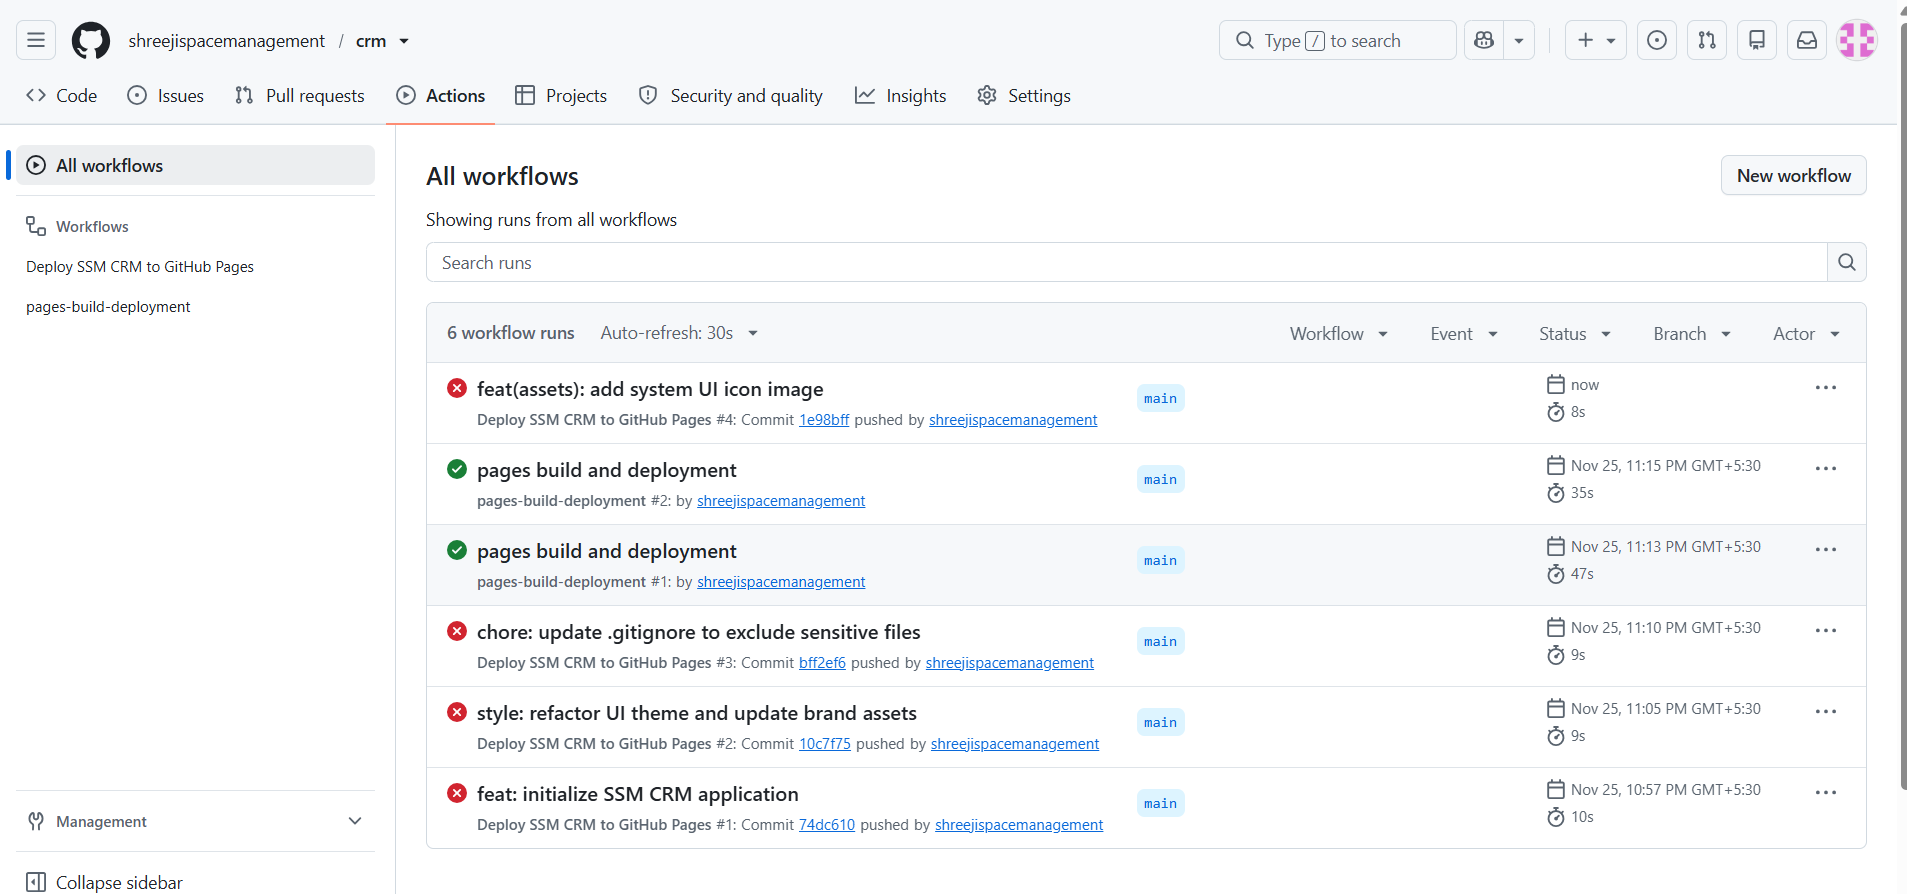 shreejispacemanagement / crm
Type / to search
Code
Issues
Pull requests
Actions
Projects
Security and quality
Insights
Settings
All workflows
Workflows
Deploy SSM CRM to GitHub Pages
pages-build-deployment
Management
Collapse sidebar
All workflows
New workflow
Showing runs from all workflows
Search runs
6 workflow runs Auto-refresh: 30s Workflow Event Status Branch Actor
feat(assets): add system UI icon image
Deploy SSM CRM to GitHub Pages #4: Commit 1e98bff pushed by shreejispacemanagement
main
now
8s
pages build and deployment
pages-build-deployment #2: by shreejispacemanagement
main
Nov 25, 11:15 PM GMT+5:30
35s
pages build and deployment
pages-build-deployment #1: by shreejispacemanagement
main
Nov 25, 11:13 PM GMT+5:30
47s
chore: update .gitignore to exclude sensitive files
Deploy SSM CRM to GitHub Pages #3: Commit bff2ef6 pushed by shreejispacemanagement
main
Nov 25, 11:10 PM GMT+5:30
9s
style: refactor UI theme and update brand assets
Deploy SSM CRM to GitHub Pages #2: Commit 10c7f75 pushed by shreejispacemanagement
main
Nov 25, 11:05 PM GMT+5:30
9s
feat: initialize SSM CRM application
Deploy SSM CRM to GitHub Pages #1: Commit 74dc610 pushed by shreejispacemanagement
main
Nov 25, 10:57 PM GMT+5:30
10s